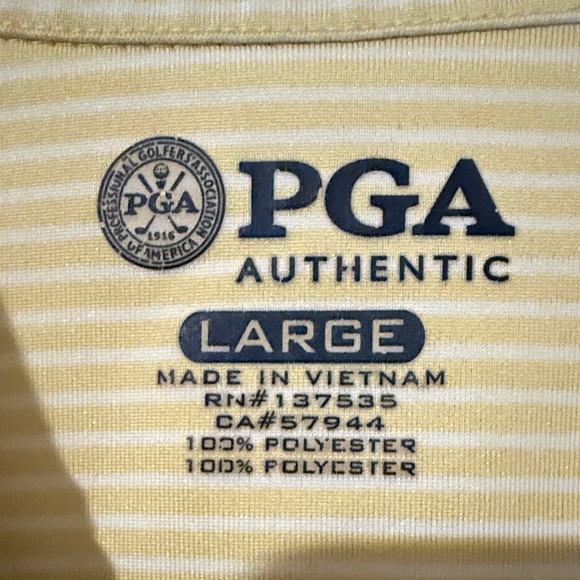 PROFESSIONAL GOLFERS' ASSOCIATION
OF AMERICA
PGA
1916
PGA
AUTHENTIC
LARGE
MADE IN VIETNAM
RN#137535
CA#57944
100% POLYESTER
100% POLYESTER